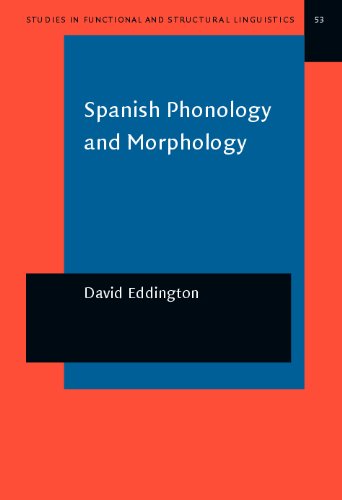 STUDIES IN FUNCTIONAL AND STRUCTURAL LINGUISTICS 53
Spanish Phonology
and Morphology
David Eddington